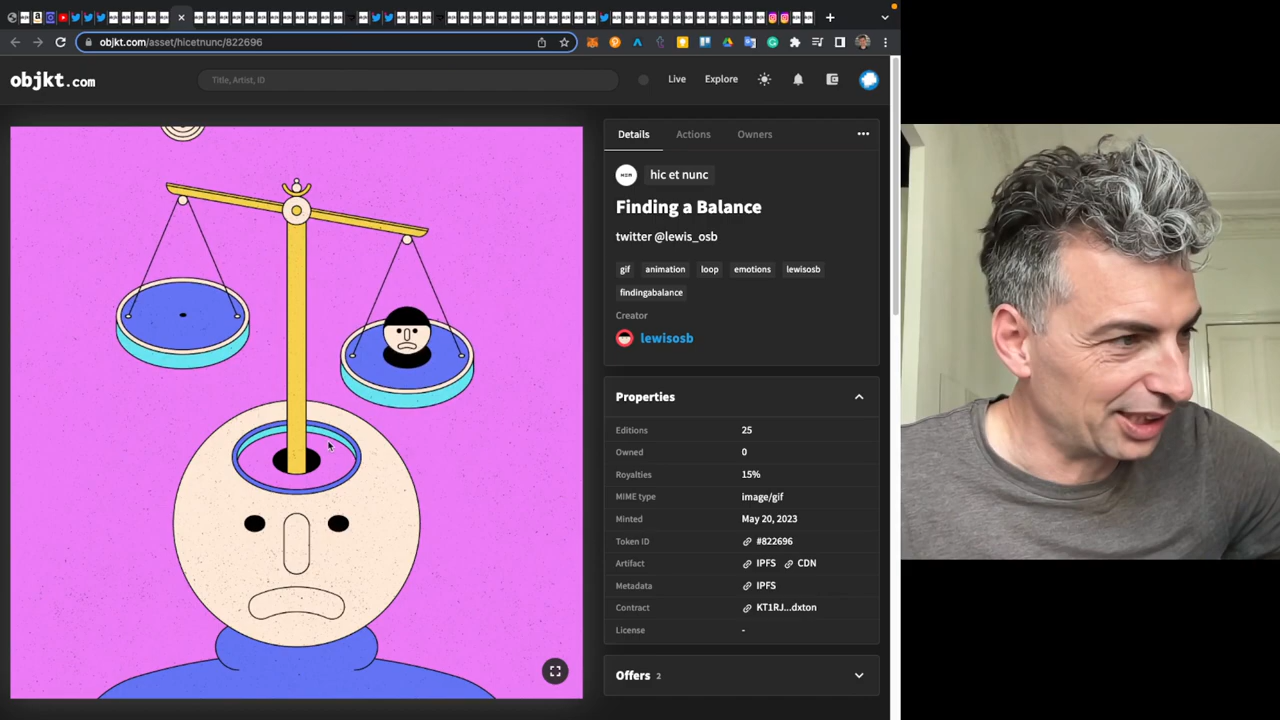 objkt.com/asset/hicetnunc/822696
objkt.com
Title, Artist, ID
Live
Explore
Details
Actions
Owners
hic et nunc
Finding a Balance
twitter @lewis_osb
gif
animation
loop
emotions
lewisosb
findingabalance
Creator
lewisosb
Properties
Editions 25
Owned 0
Royalties 15%
MIME type image/gif
Minted May 20, 2023
Token ID #822696
Artifact IPFS CDN
Metadata IPFS
Contract KT1RJ...dxton
License -
Offers 2